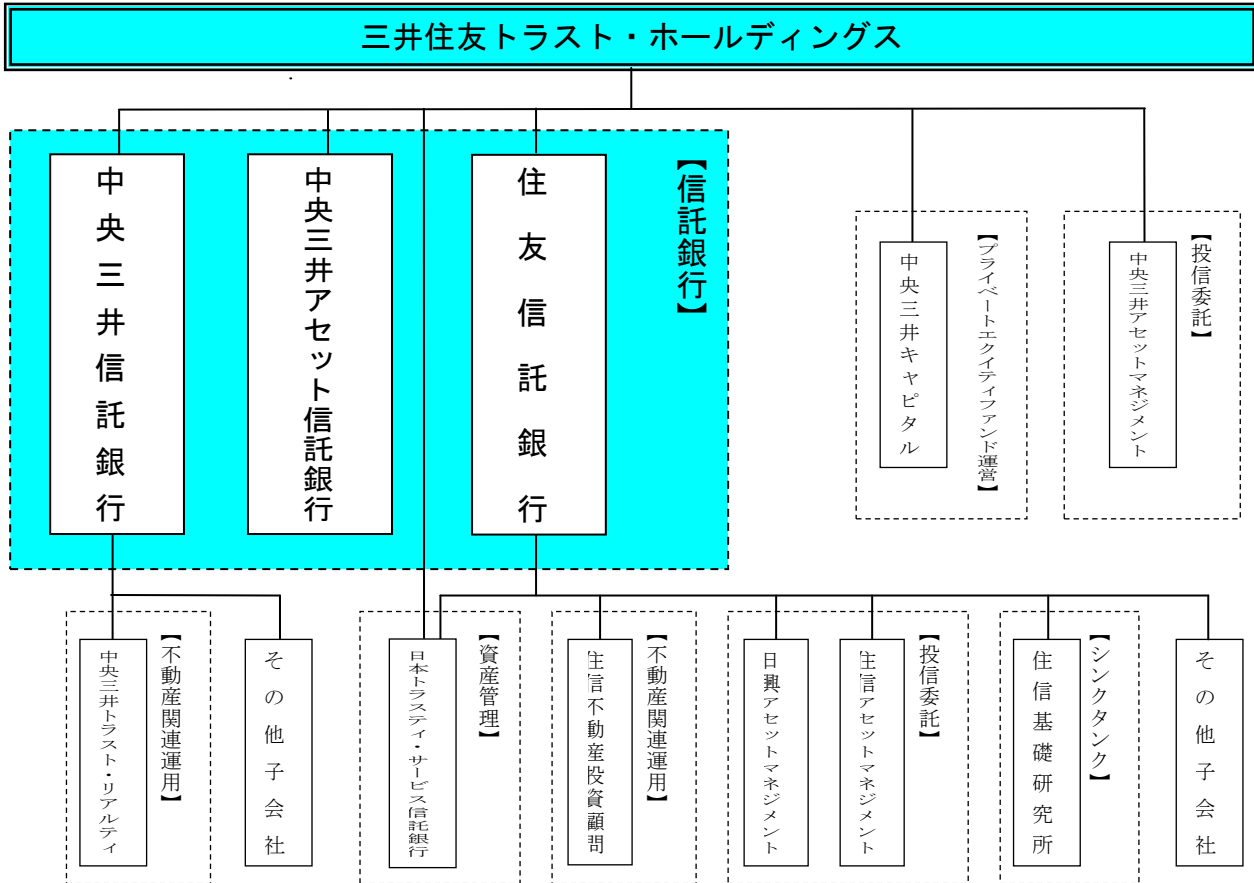 三井住友トラスト・ホールディングス
中央三井信託銀行
中央三井アセット信託銀行
住友信託銀行
【信託銀行】
中央三井キャピタル
【プライベートエクイティファンド運営】
中央三井アセットマネジメント
【投信委託】
中央三井トラスト・リアルティ
【不動産関連運用】
その他子会社
日本トラスティ・サービス信託銀行
【資産管理】
住信不動産投資顧問
【不動産関連運用】
日興アセットマネジメント
住信アセットマネジメント
【投信委託】
住信基礎研究所
【シンクタンク】
その他子会社